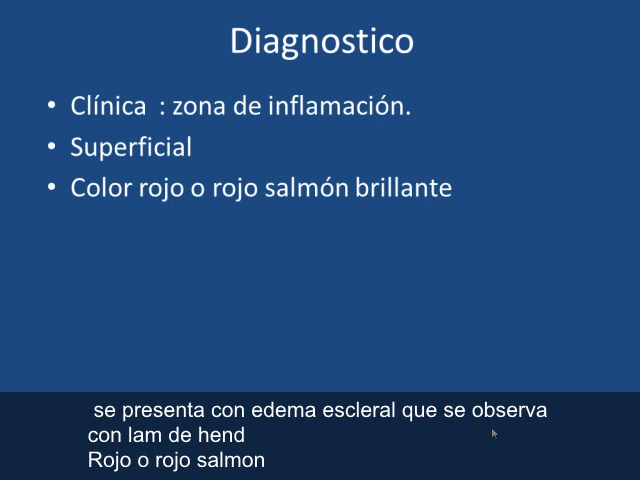 Diagnostico
• Clínica : zona de inflamación.
• Superficial
• Color rojo o rojo salmón brillante
se presenta con edema escleral que se observa
con lam de hend
Rojo o rojo salmon